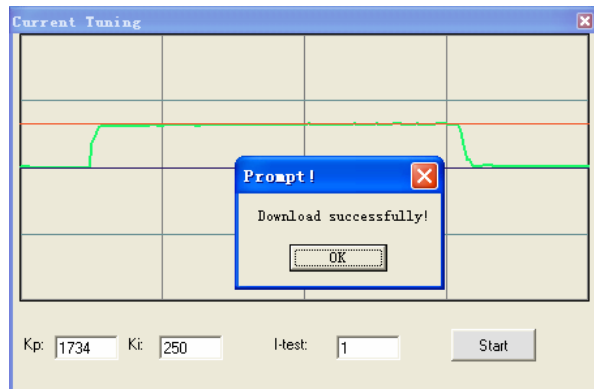 Current Tuning
Prompt!
Download successfully!
OK
Kp: 1734 Ki: 250 I-test: 1 Start